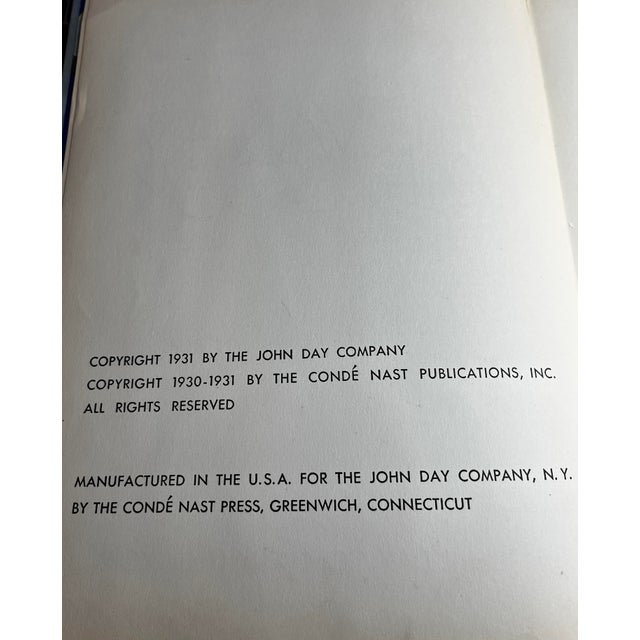 COPYRIGHT 1931 BY THE JOHN DAY COMPANY
COPYRIGHT 1930-1931 BY THE CONDÉ NAST PUBLICATIONS, INC.
ALL RIGHTS RESERVED
MANUFACTURED IN THE U.S.A. FOR THE JOHN DAY COMPANY, N.Y.
BY THE CONDÉ NAST PRESS, GREENWICH, CONNECTICUT